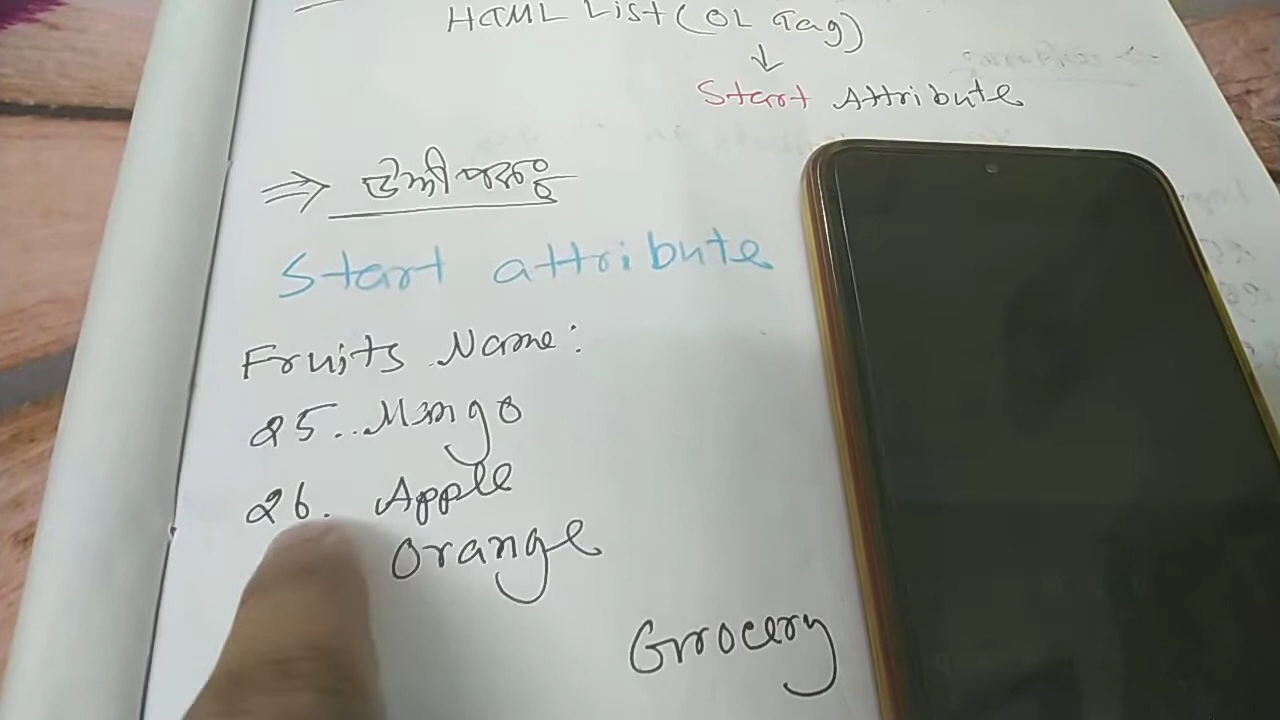 HTML List (OL Tag)
↓
Start Attribute
⇒
Start attribute
Fruits Name:
25. Mango
26. Apple
Orange
Grocery